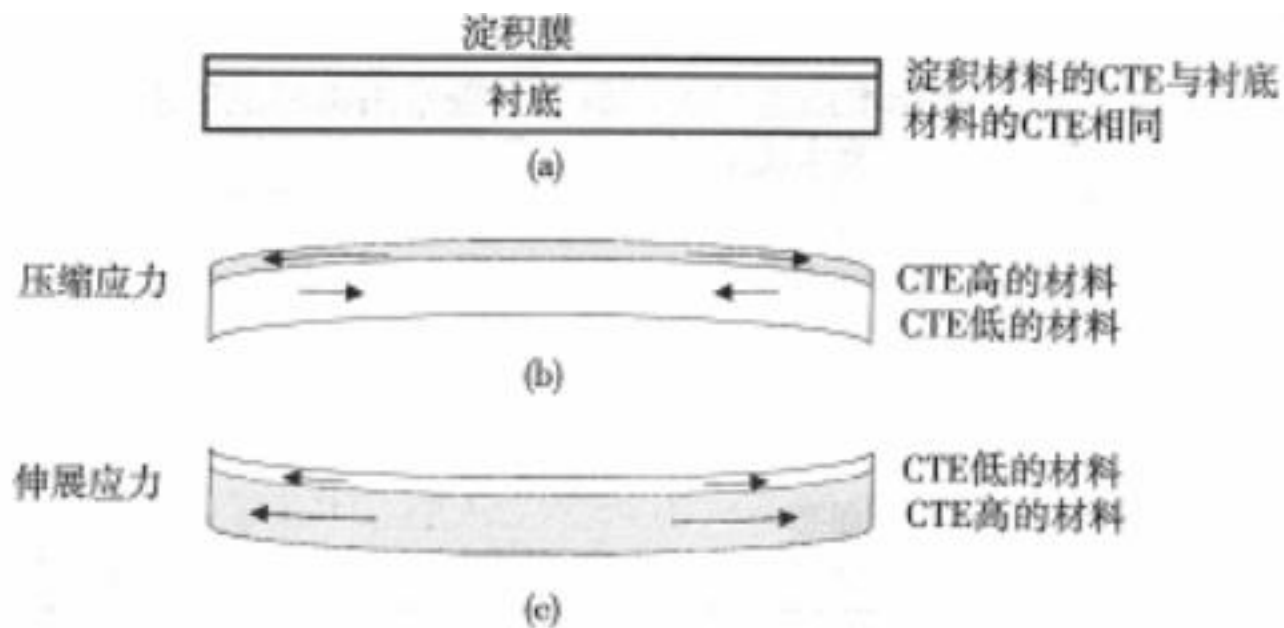 淀积膜
衬底
淀积材料的CTE与衬底
材料的CTE相同
(a)
压缩应力
CTE高的材料
CTE低的材料
(b)
伸展应力
CTE低的材料
CTE高的材料
(c)